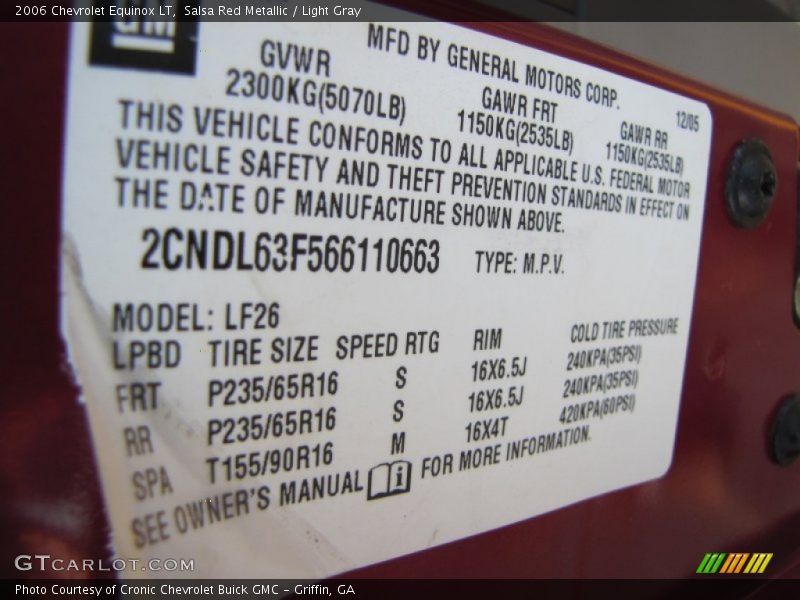 2006 Chevrolet Equinox LT, Salsa Red Metallic / Light Gray
GM
MFD BY GENERAL MOTORS CORP.
12/05
GVWR
GAWR FRT
GAWR RR
2300KG(5070LB)
1150KG(2535LB)
1150KG(2535LB)
THIS VEHICLE CONFORMS TO ALL APPLICABLE U.S. FEDERAL MOTOR
VEHICLE SAFETY AND THEFT PREVENTION STANDARDS IN EFFECT ON
THE DATE OF MANUFACTURE SHOWN ABOVE.
2CNDL63F566110663 TYPE: M.P.V.
MODEL: LF26
LPBD TIRE SIZE SPEED RTG RIM COLD TIRE PRESSURE
FRT P235/65R16 S 16X6.5J 240KPA(35PSI)
RR P235/65R16 S 16X6.5J 240KPA(35PSI)
SPA T155/90R16 M 16X4T 420KPA(60PSI)
SEE OWNER'S MANUAL i FOR MORE INFORMATION.
GTCARLOT.COM
Photo Courtesy of Cronic Chevrolet Buick GMC - Griffin, GA